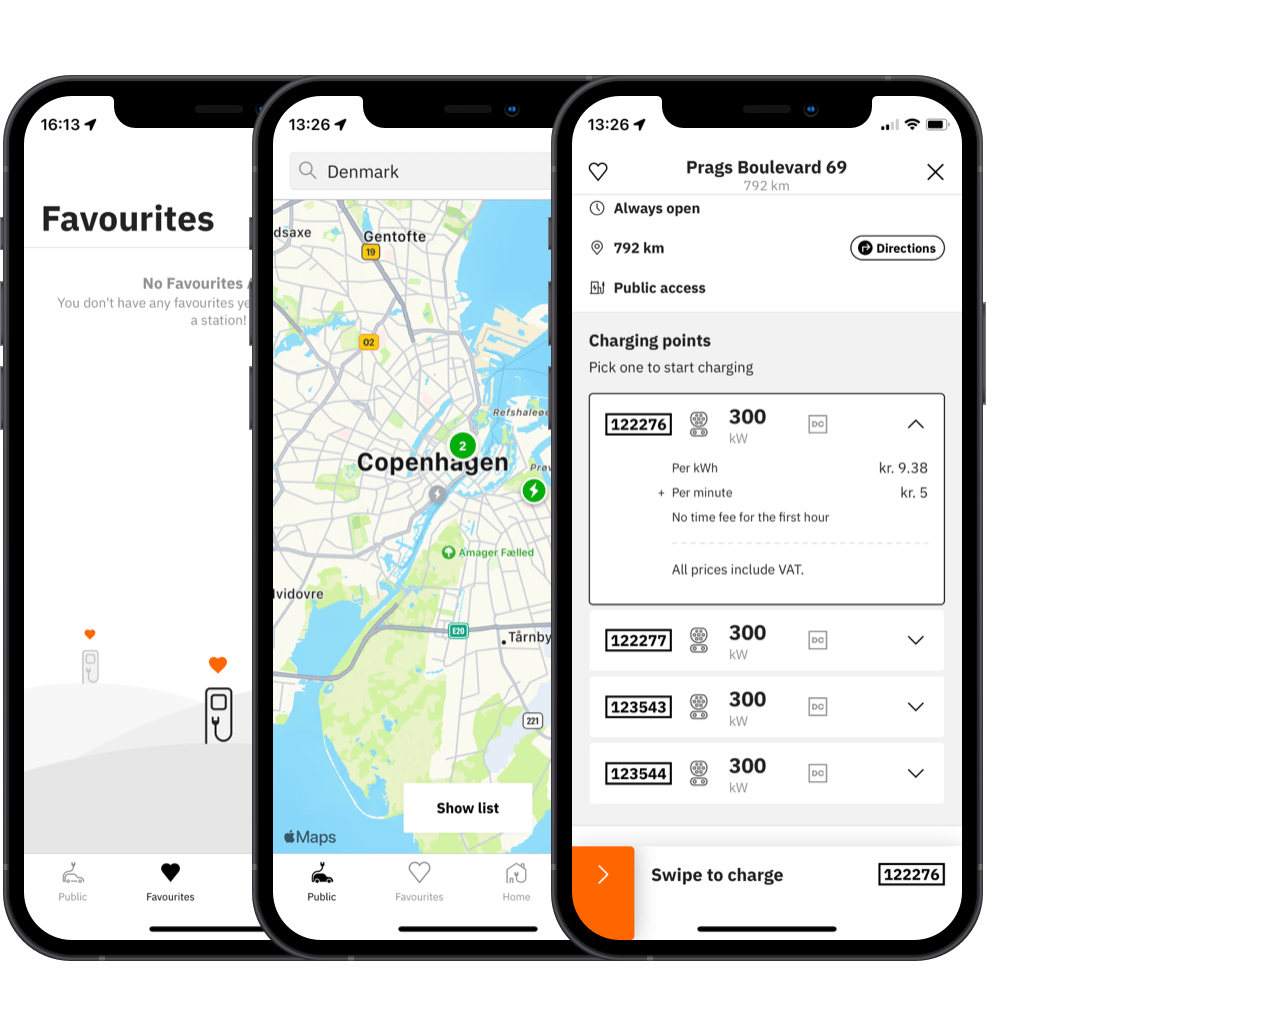 16:13
Favourites
No Favourites
You don't have any favourites ye
a station!
Public
Favourites
13:26
Denmark
dsaxe
Gentofte
19
02
Refshaleøe
2
Copenhagen
Prøv
Amager Fælled
lvidovre
E20
Tårnby
221
Show list
Maps
Public
Favourites
Home
13:26
Prags Boulevard 69
792 km
Always open
792 km
Directions
Public access
Charging points
Pick one to start charging
122276
300
DC
kW
Per kWh
kr. 9.38
+ Per minute
kr. 5
No time fee for the first hour
All prices include VAT.
122277
300
DC
kW
123543
300
DC
kW
123544
300
DC
kW
Swipe to charge
122276